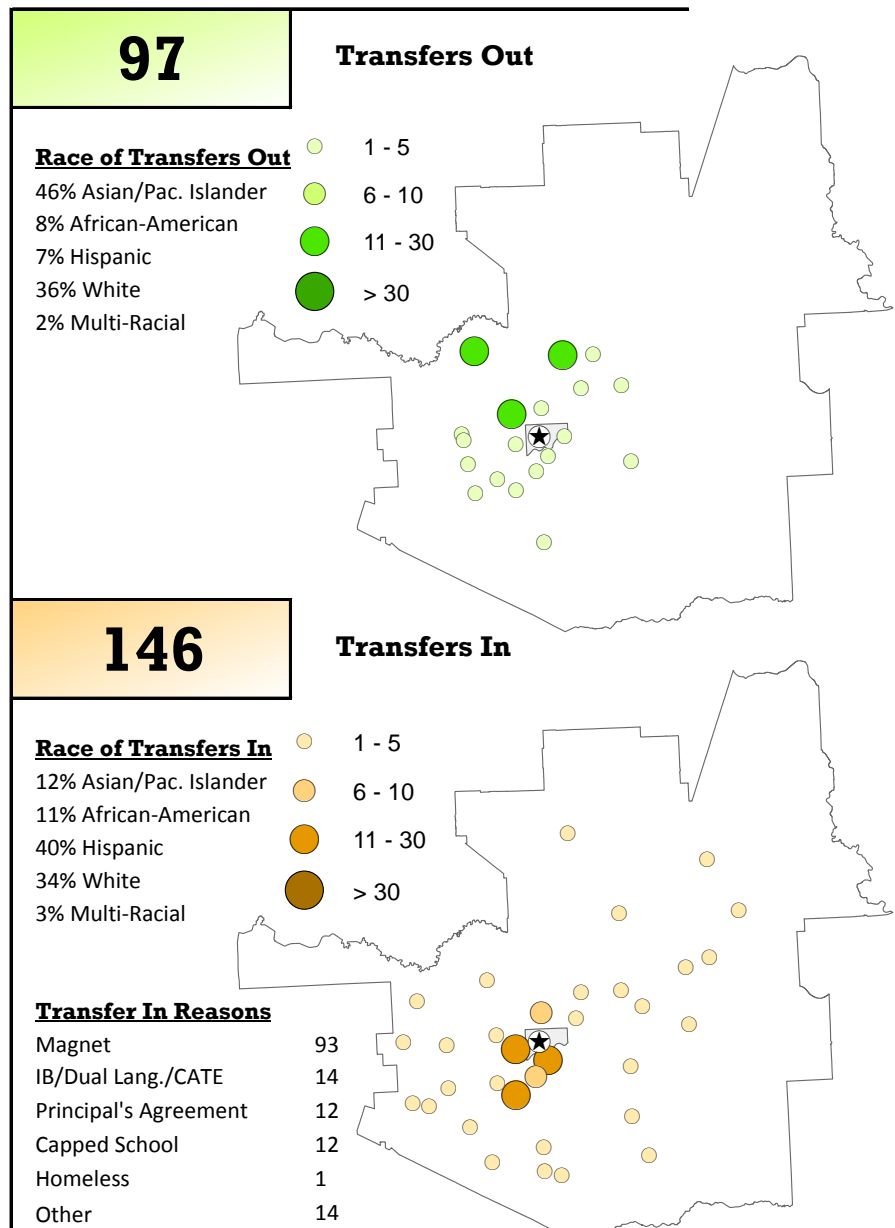 97
Transfers Out
Race of Transfers Out
46% Asian/Pac. Islander
8% African-American
7% Hispanic
36% White
2% Multi-Racial
1 - 5
6 - 10
11 - 30
> 30
146
Transfers In
Race of Transfers In
12% Asian/Pac. Islander
11% African-American
40% Hispanic
34% White
3% Multi-Racial
1 - 5
6 - 10
11 - 30
> 30
Transfer In Reasons
Magnet 93
IB/Dual Lang./CATE 14
Principal's Agreement 12
Capped School 12
Homeless 1
Other 14